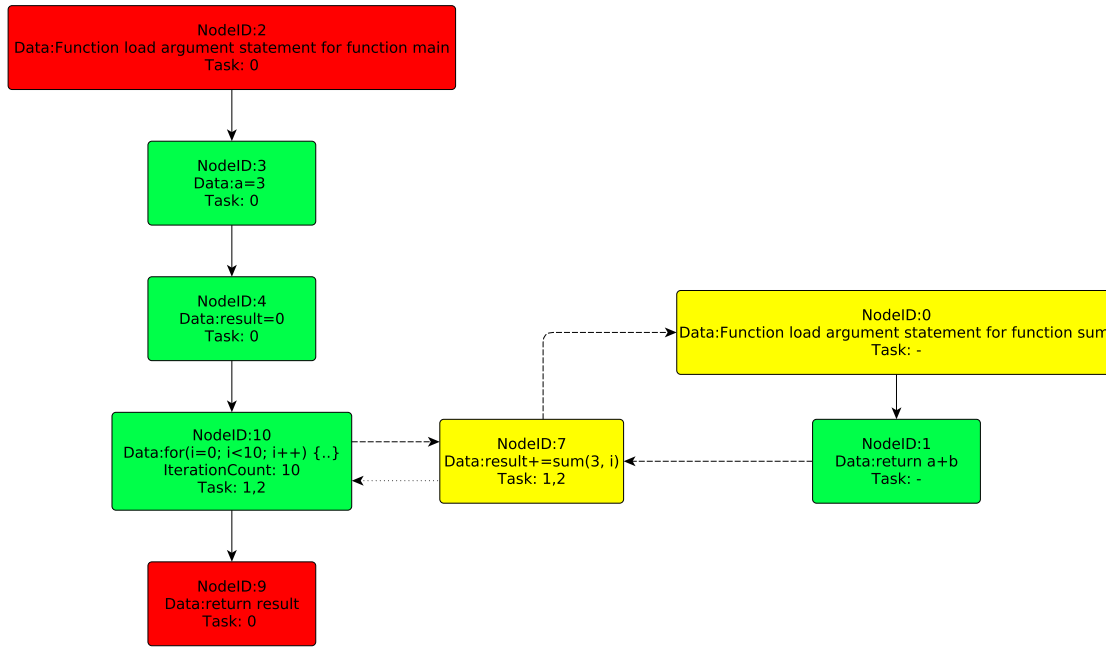 NodeID:2
Data:Function load argument statement for function main
Task: 0
NodeID:3
Data:a=3
Task: 0
NodeID:4
Data:result=0
Task: 0
NodeID:10
Data:for(i=0; i<10; i++) {..}
IterationCount: 10
Task: 1,2
NodeID:7
Data:result+=sum(3, i)
Task: 1,2
NodeID:0
Data:Function load argument statement for function sum
Task: -
NodeID:1
Data:return a+b
Task: -
NodeID:9
Data:return result
Task: 0